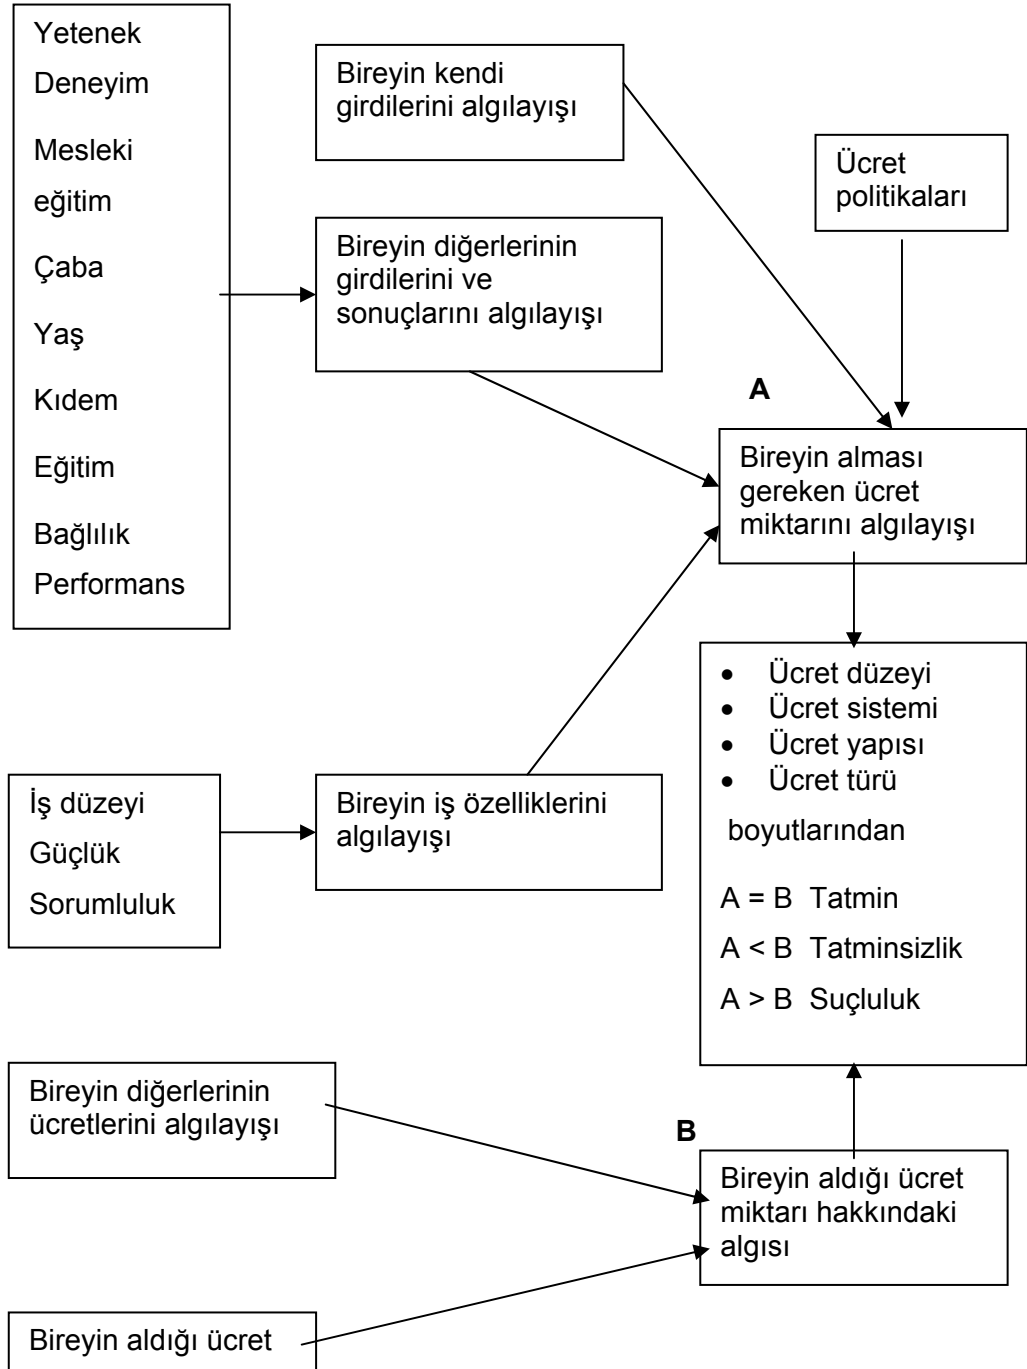 Yetenek
Deneyim
Mesleki
eğitim
Çaba
Yaş
Kıdem
Eğitim
Bağlılık
Performans
Bireyin kendi
girdilerini algılayışı
Bireyin diğerlerinin
girdilerini ve
sonuçlarını algılayışı
Ücret
politikaları
A
Bireyin alması
gereken ücret
miktarını algılayışı
İş düzeyi
Güçlük
Sorumluluk
Bireyin iş özelliklerini
algılayışı
• Ücret düzeyi
• Ücret sistemi
• Ücret yapısı
• Ücret türü
boyutlarından
A = B Tatmin
A < B Tatminsizlik
A > B Suçluluk
Bireyin diğerlerinin
ücretlerini algılayışı
B
Bireyin aldığı ücret
miktarı hakkındaki
algısı
Bireyin aldığı ücret